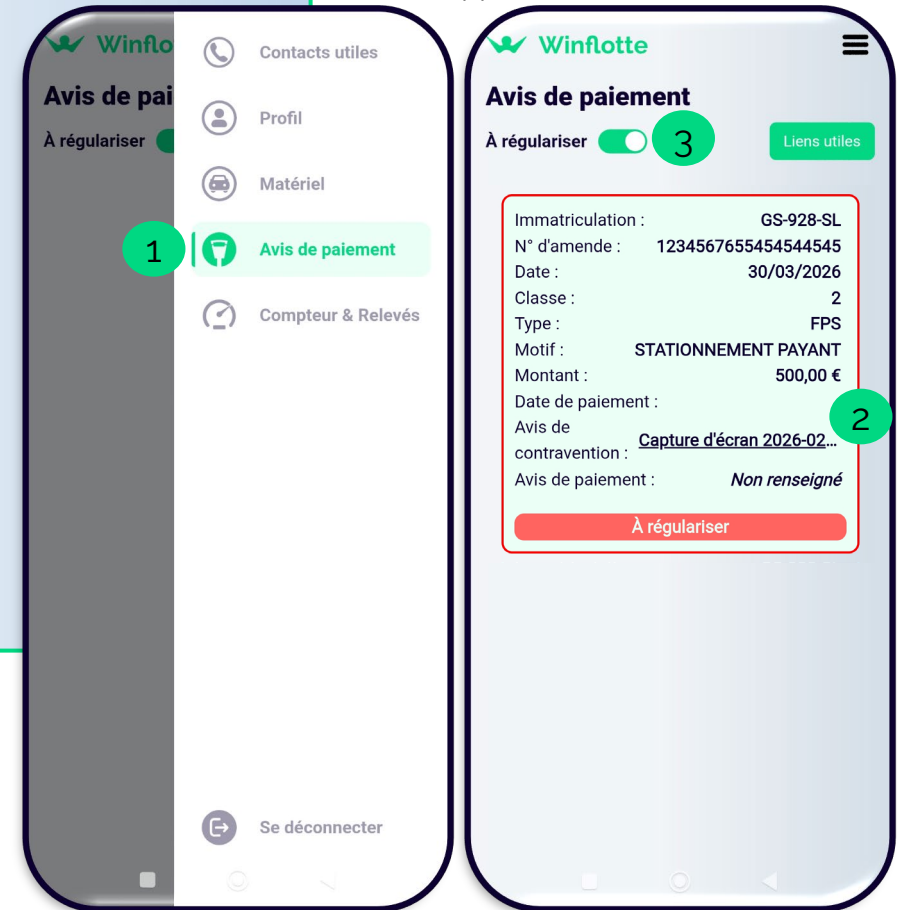 Winflo
Avis de pai
À régulariser
Contacts utiles
Profil
Matériel
1
Avis de paiement
Compteur & Relevés
Se déconnecter
Winflotte
Avis de paiement
À régulariser
3
Liens utiles
Immatriculation : GS-928-SL
N° d'amende : 1234567655454544545
Date : 30/03/2026
Classe : 2
Type : FPS
Motif : STATIONNEMENT PAYANT
Montant : 500,00 €
Date de paiement :
2
Avis de
contravention : Capture d'écran 2026-02...
Avis de paiement : Non renseigné
À régulariser